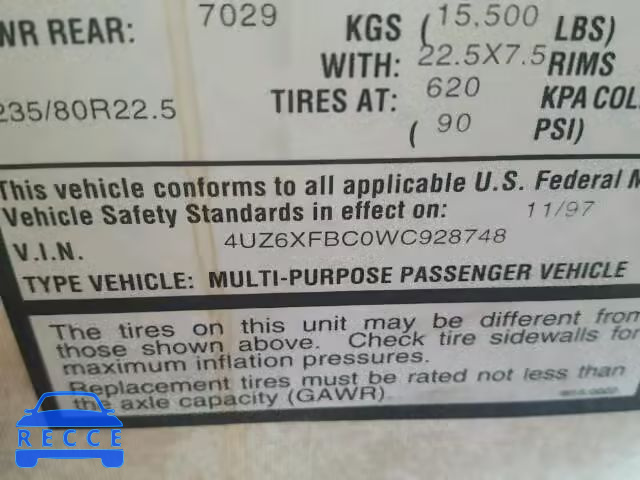 WR REAR: 7029 KGS ( 15,500 LBS)
WITH: 22.5X7.5 RIMS
235/80R22.5 TIRES AT: 620 KPA COL
( 90 PSI)
This vehicle conforms to all applicable U.S. Federal M
Vehicle Safety Standards in effect on: 11/97
V.I.N. 4UZ6XFBC0WC928748
TYPE VEHICLE: MULTI-PURPOSE PASSENGER VEHICLE
The tires on this unit may be different from
those shown above. Check tire sidewalls for
maximum inflation pressures.
Replacement tires must be rated not less than
the axle capacity (GAWR).
RECCE